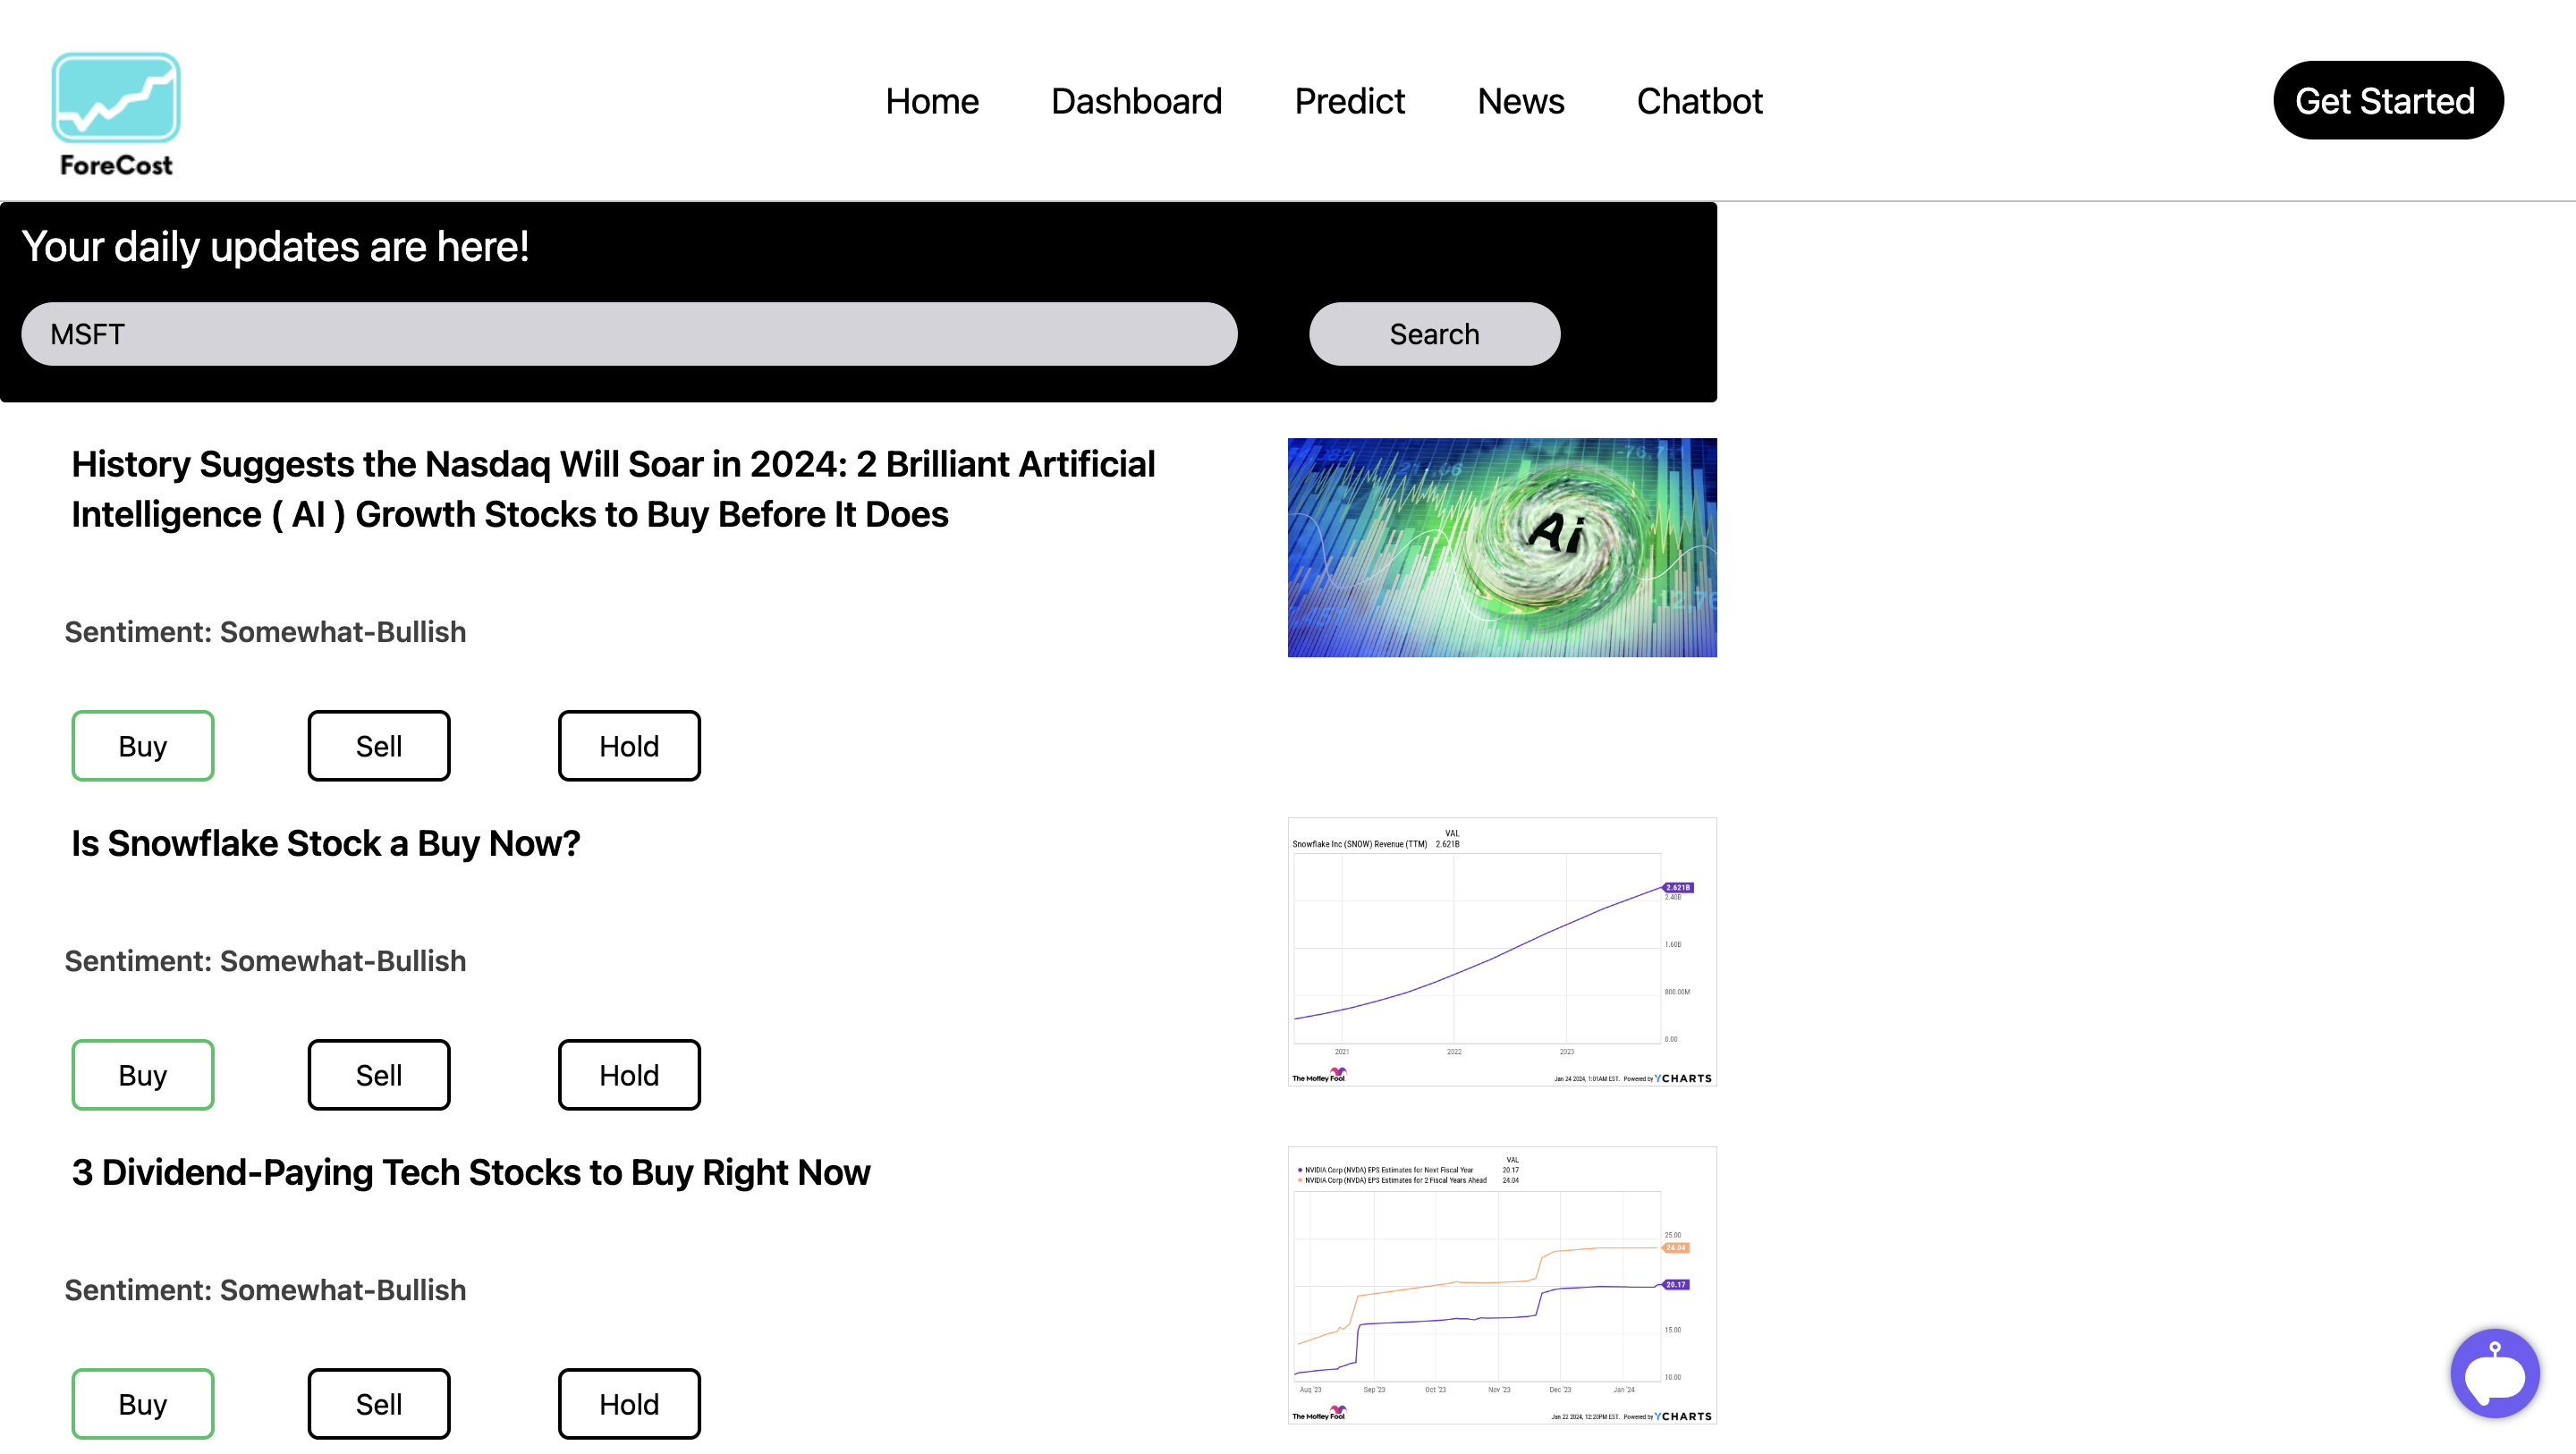 ForeCost
Home Dashboard Predict News Chatbot
Get Started
Your daily updates are here!
MSFT
Search
History Suggests the Nasdaq Will Soar in 2024: 2 Brilliant Artificial
Intelligence ( AI ) Growth Stocks to Buy Before It Does
Ai
Sentiment: Somewhat-Bullish
Buy Sell Hold
Is Snowflake Stock a Buy Now?
Sentiment: Somewhat-Bullish
Buy Sell Hold
VAL
Snowflake Inc (SNOW) Revenue (TTM) 2.621B
2.621B
2.40B
1.60B
800.00M
0.00
2021 2022 2023
The Motley Fool
Jan 24 2024, 1:01AM EST. Powered by YCHARTS
3 Dividend-Paying Tech Stocks to Buy Right Now
Sentiment: Somewhat-Bullish
Buy Sell Hold
VAL
NVIDIA Corp (NVDA) EPS Estimates for Next Fiscal Year 20.17
NVIDIA Corp (NVDA) EPS Estimates for 2 Fiscal Years Ahead 24.04
25.00
24.04
20.17
15.00
10.00
Aug '23 Sep '23 Oct '23 Nov '23 Dec '23 Jan '24
The Motley Fool
Jan 22 2024, 12:20PM EST. Powered by YCHARTS